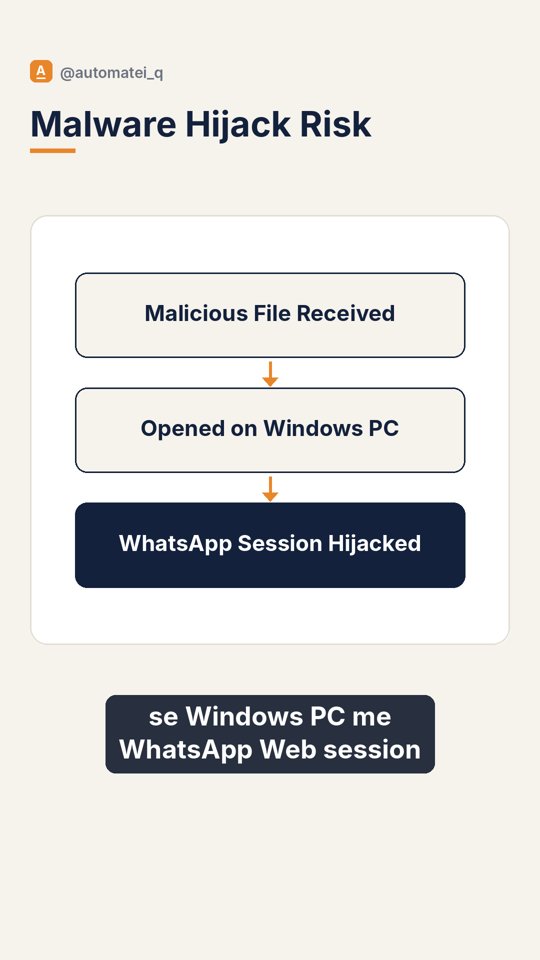 A
@automatei_q
Malware Hijack Risk
Malicious File Received
Opened on Windows PC
WhatsApp Session Hijacked
se Windows PC me
WhatsApp Web session